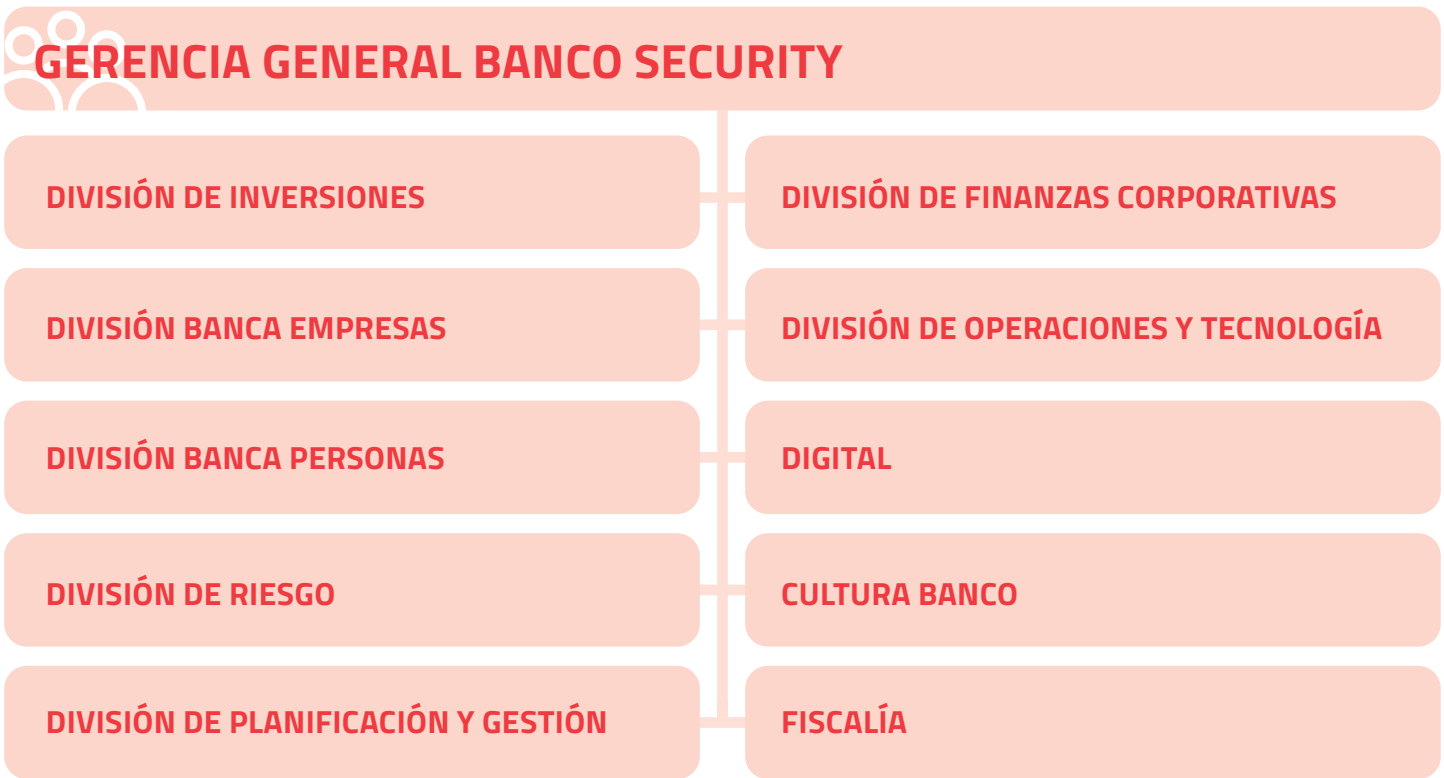 GERENCIA GENERAL BANCO SECURITY
DIVISIÓN DE INVERSIONES
DIVISIÓN DE FINANZAS CORPORATIVAS
DIVISIÓN BANCA EMPRESAS
DIVISIÓN DE OPERACIONES Y TECNOLOGÍA
DIVISIÓN BANCA PERSONAS
DIGITAL
DIVISIÓN DE RIESGO
CULTURA BANCO
DIVISIÓN DE PLANIFICACIÓN Y GESTIÓN
FISCALÍA